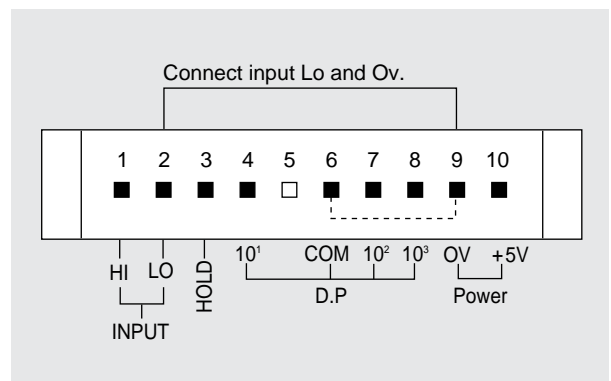 Connect input Lo and Ov.
1 2 3 4 5 6 7 8 9 10
HI LO HOLD 10¹ COM 10² 10³ OV +5V
INPUT D.P Power